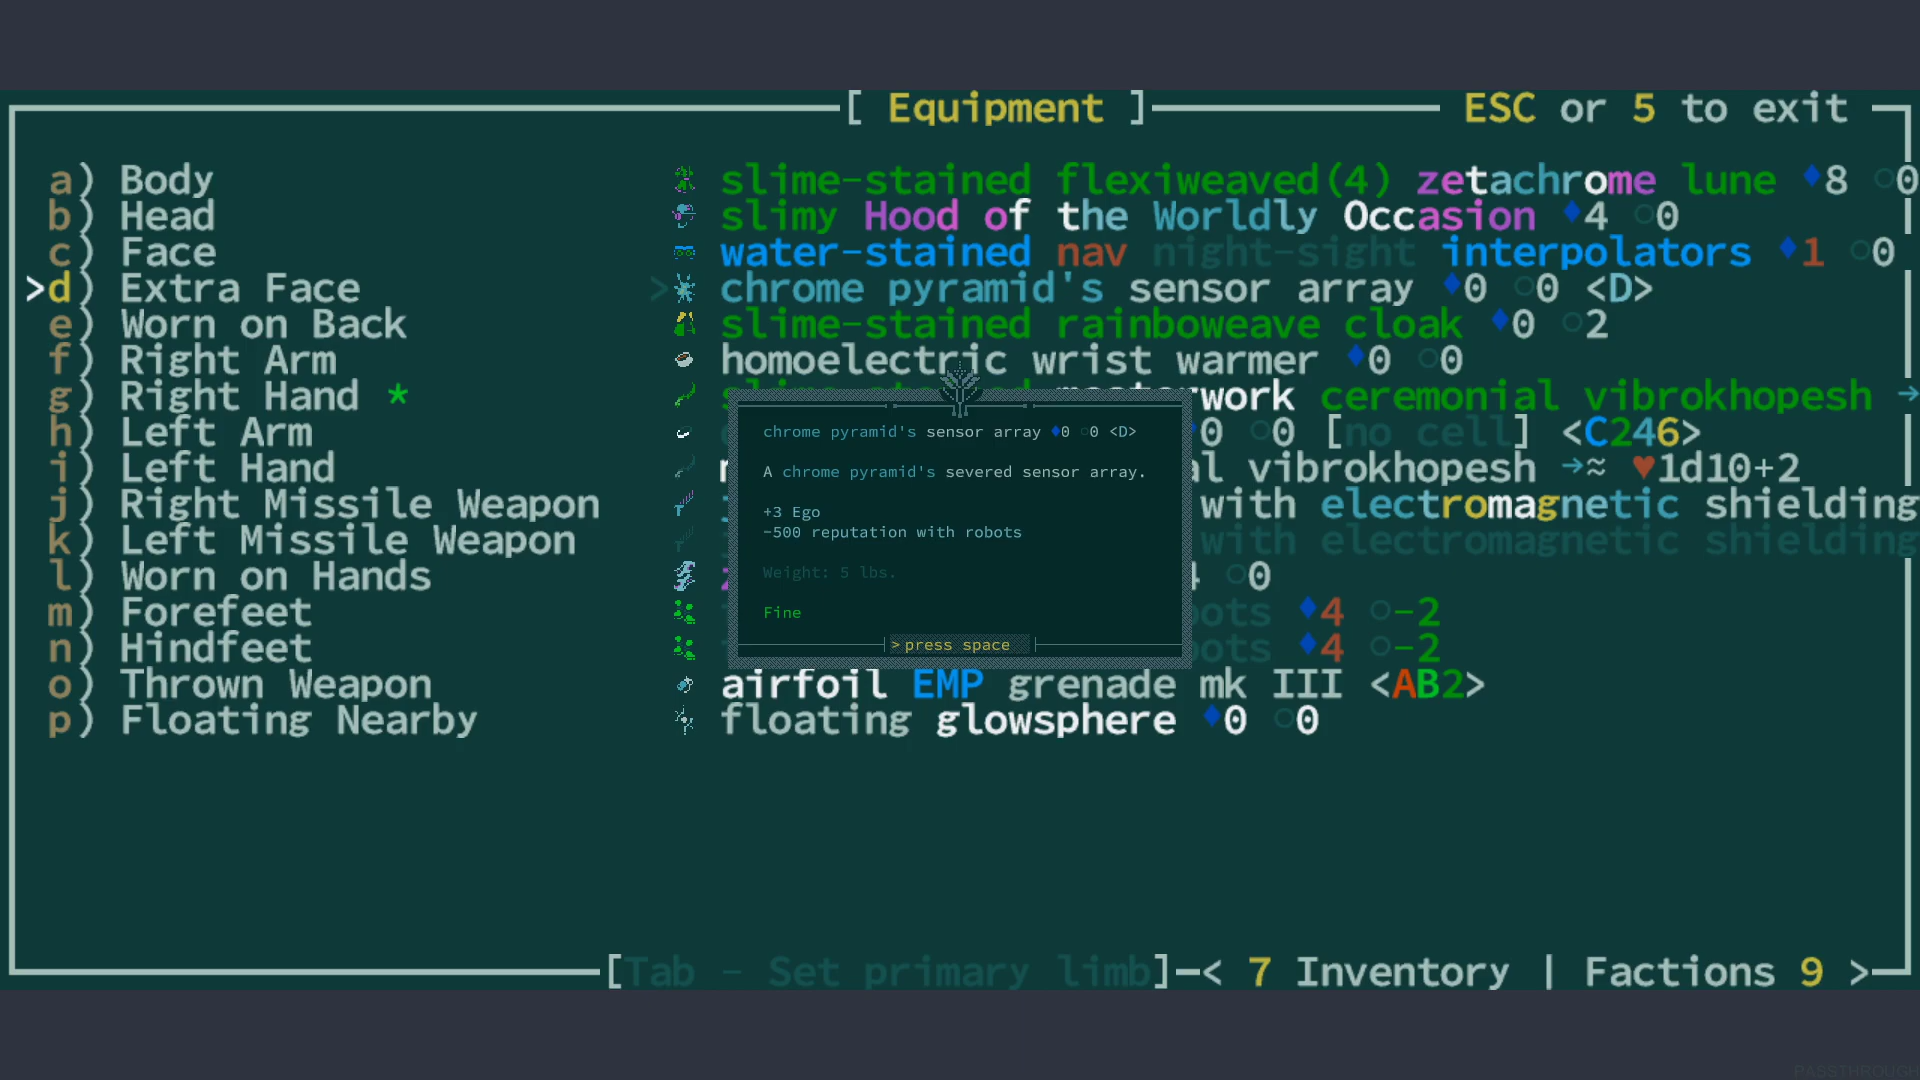 [ Equipment ] ESC or 5 to exit
a) Body slime-stained flexiweaved(4) zetachrome lune ♦8 ○0
b) Head slimy Hood of the Worldly Occasion ♦4 ○0
c) Face water-stained nav night-sight interpolators ♦1 ○0
>d) Extra Face > chrome pyramid's sensor array ♦0 ○0 <D>
e) Worn on Back slime-stained rainboweave cloak ♦0 ○2
f) Right Arm homoelectric wrist warmer ♦0 ○0
g) Right Hand * ceremonial vibrokhopesh →
h) Left Arm ♦0 ○0 [no cell] <C246>
i) Left Hand vibrokhopesh →≈ ♥1d10+2
j) Right Missile Weapon with electromagnetic shielding
k) Left Missile Weapon with electromagnetic shielding
l) Worn on Hands ○0
m) Forefeet ♦4 ○-2
n) Hindfeet ♦4 ○-2
o) Thrown Weapon airfoil EMP grenade mk III <AB2>
p) Floating Nearby floating glowsphere ♦0 ○0
chrome pyramid's sensor array ♦0 ○0 <D>
A chrome pyramid's severed sensor array.
+3 Ego
-500 reputation with robots
Weight: 5 lbs.
Fine
>press space
[Tab - Set primary limb]-< 7 Inventory | Factions 9 >
PASSTHROUGH